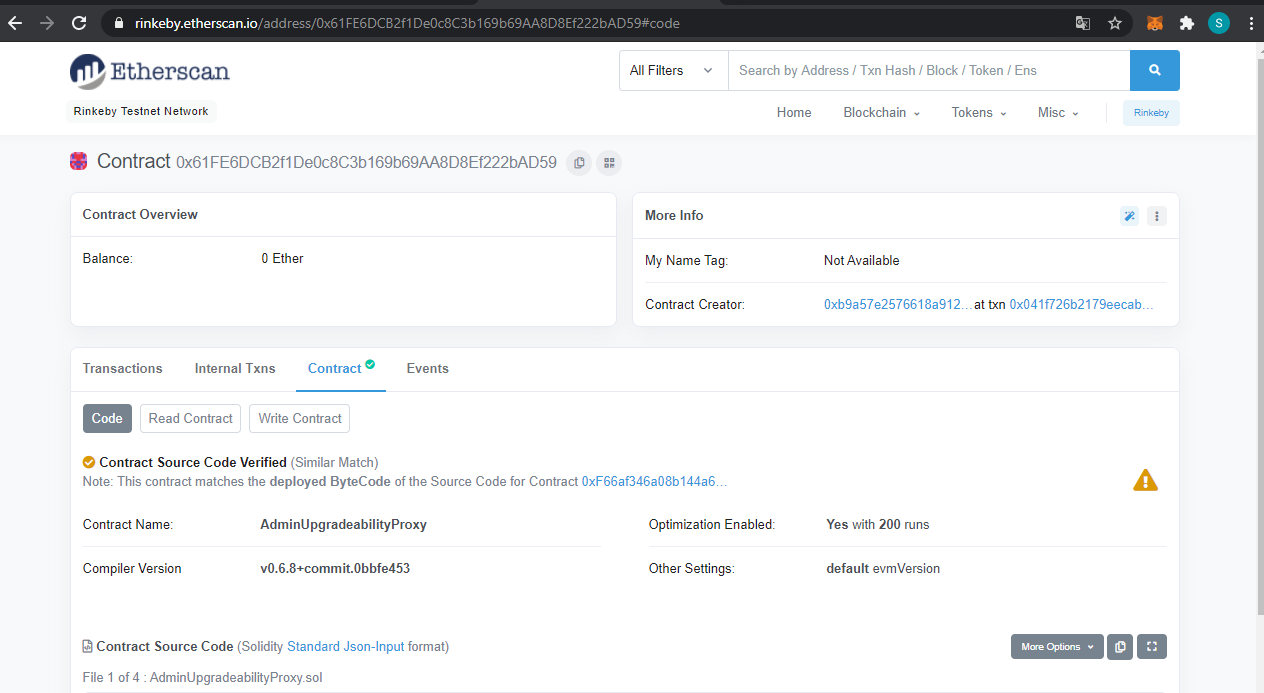 rinkeby.etherscan.io/address/0x61FE6DCB2f1De0c8C3b169b69AA8D8Ef222bAD59#code
S
Etherscan
All Filters
Search by Address / Txn Hash / Block / Token / Ens
Rinkeby Testnet Network
Home Blockchain Tokens Misc Rinkeby
Contract 0x61FE6DCB2f1De0c8C3b169b69AA8D8Ef222bAD59
Contract Overview
Balance: 0 Ether
More Info
My Name Tag: Not Available
Contract Creator: 0xb9a57e2576618a912... at txn 0x041f726b2179eecab...
Transactions Internal Txns Contract Events
Code Read Contract Write Contract
Contract Source Code Verified (Similar Match)
Note: This contract matches the deployed ByteCode of the Source Code for Contract 0xF66af346a08b144a6...
Contract Name: AdminUpgradeabilityProxy
Optimization Enabled: Yes with 200 runs
Compiler Version v0.6.8+commit.0bbfe453
Other Settings: default evmVersion
Contract Source Code (Solidity Standard Json-Input format)
More Options
File 1 of 4 : AdminUpgradeabilityProxy.sol